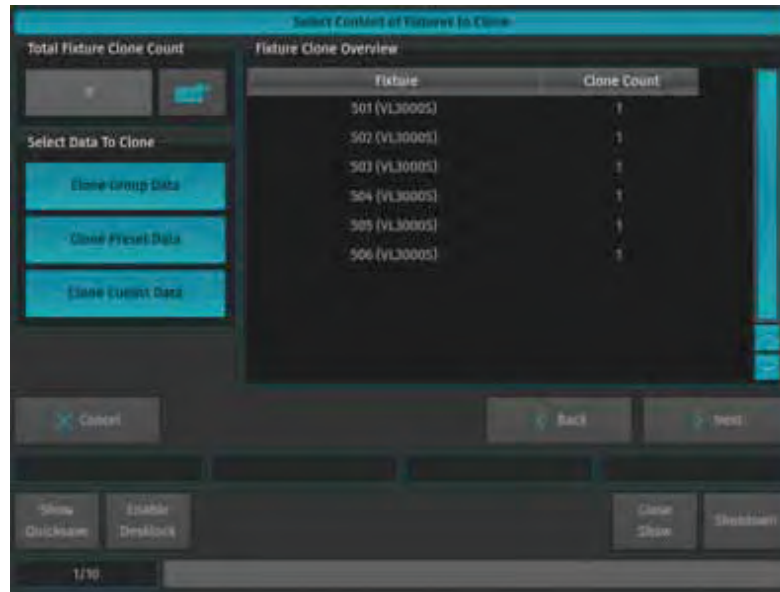 Select Content of Fixtures to Clone
Total Fixture Clone Count
Fixture Clone Overview
Fixture
Clone Count
501 (VL3000S)
1
502 (VL3000S)
1
503 (VL3000S)
1
504 (VL3000S)
1
505 (VL3000S)
1
506 (VL3000S)
1
Select Data To Clone
Clone Group Data
Clone Preset Data
Clone Cuelist Data
Cancel
Back
Next
Show
Quicksave
Enable
Desklock
Show
Shutdown
1/10